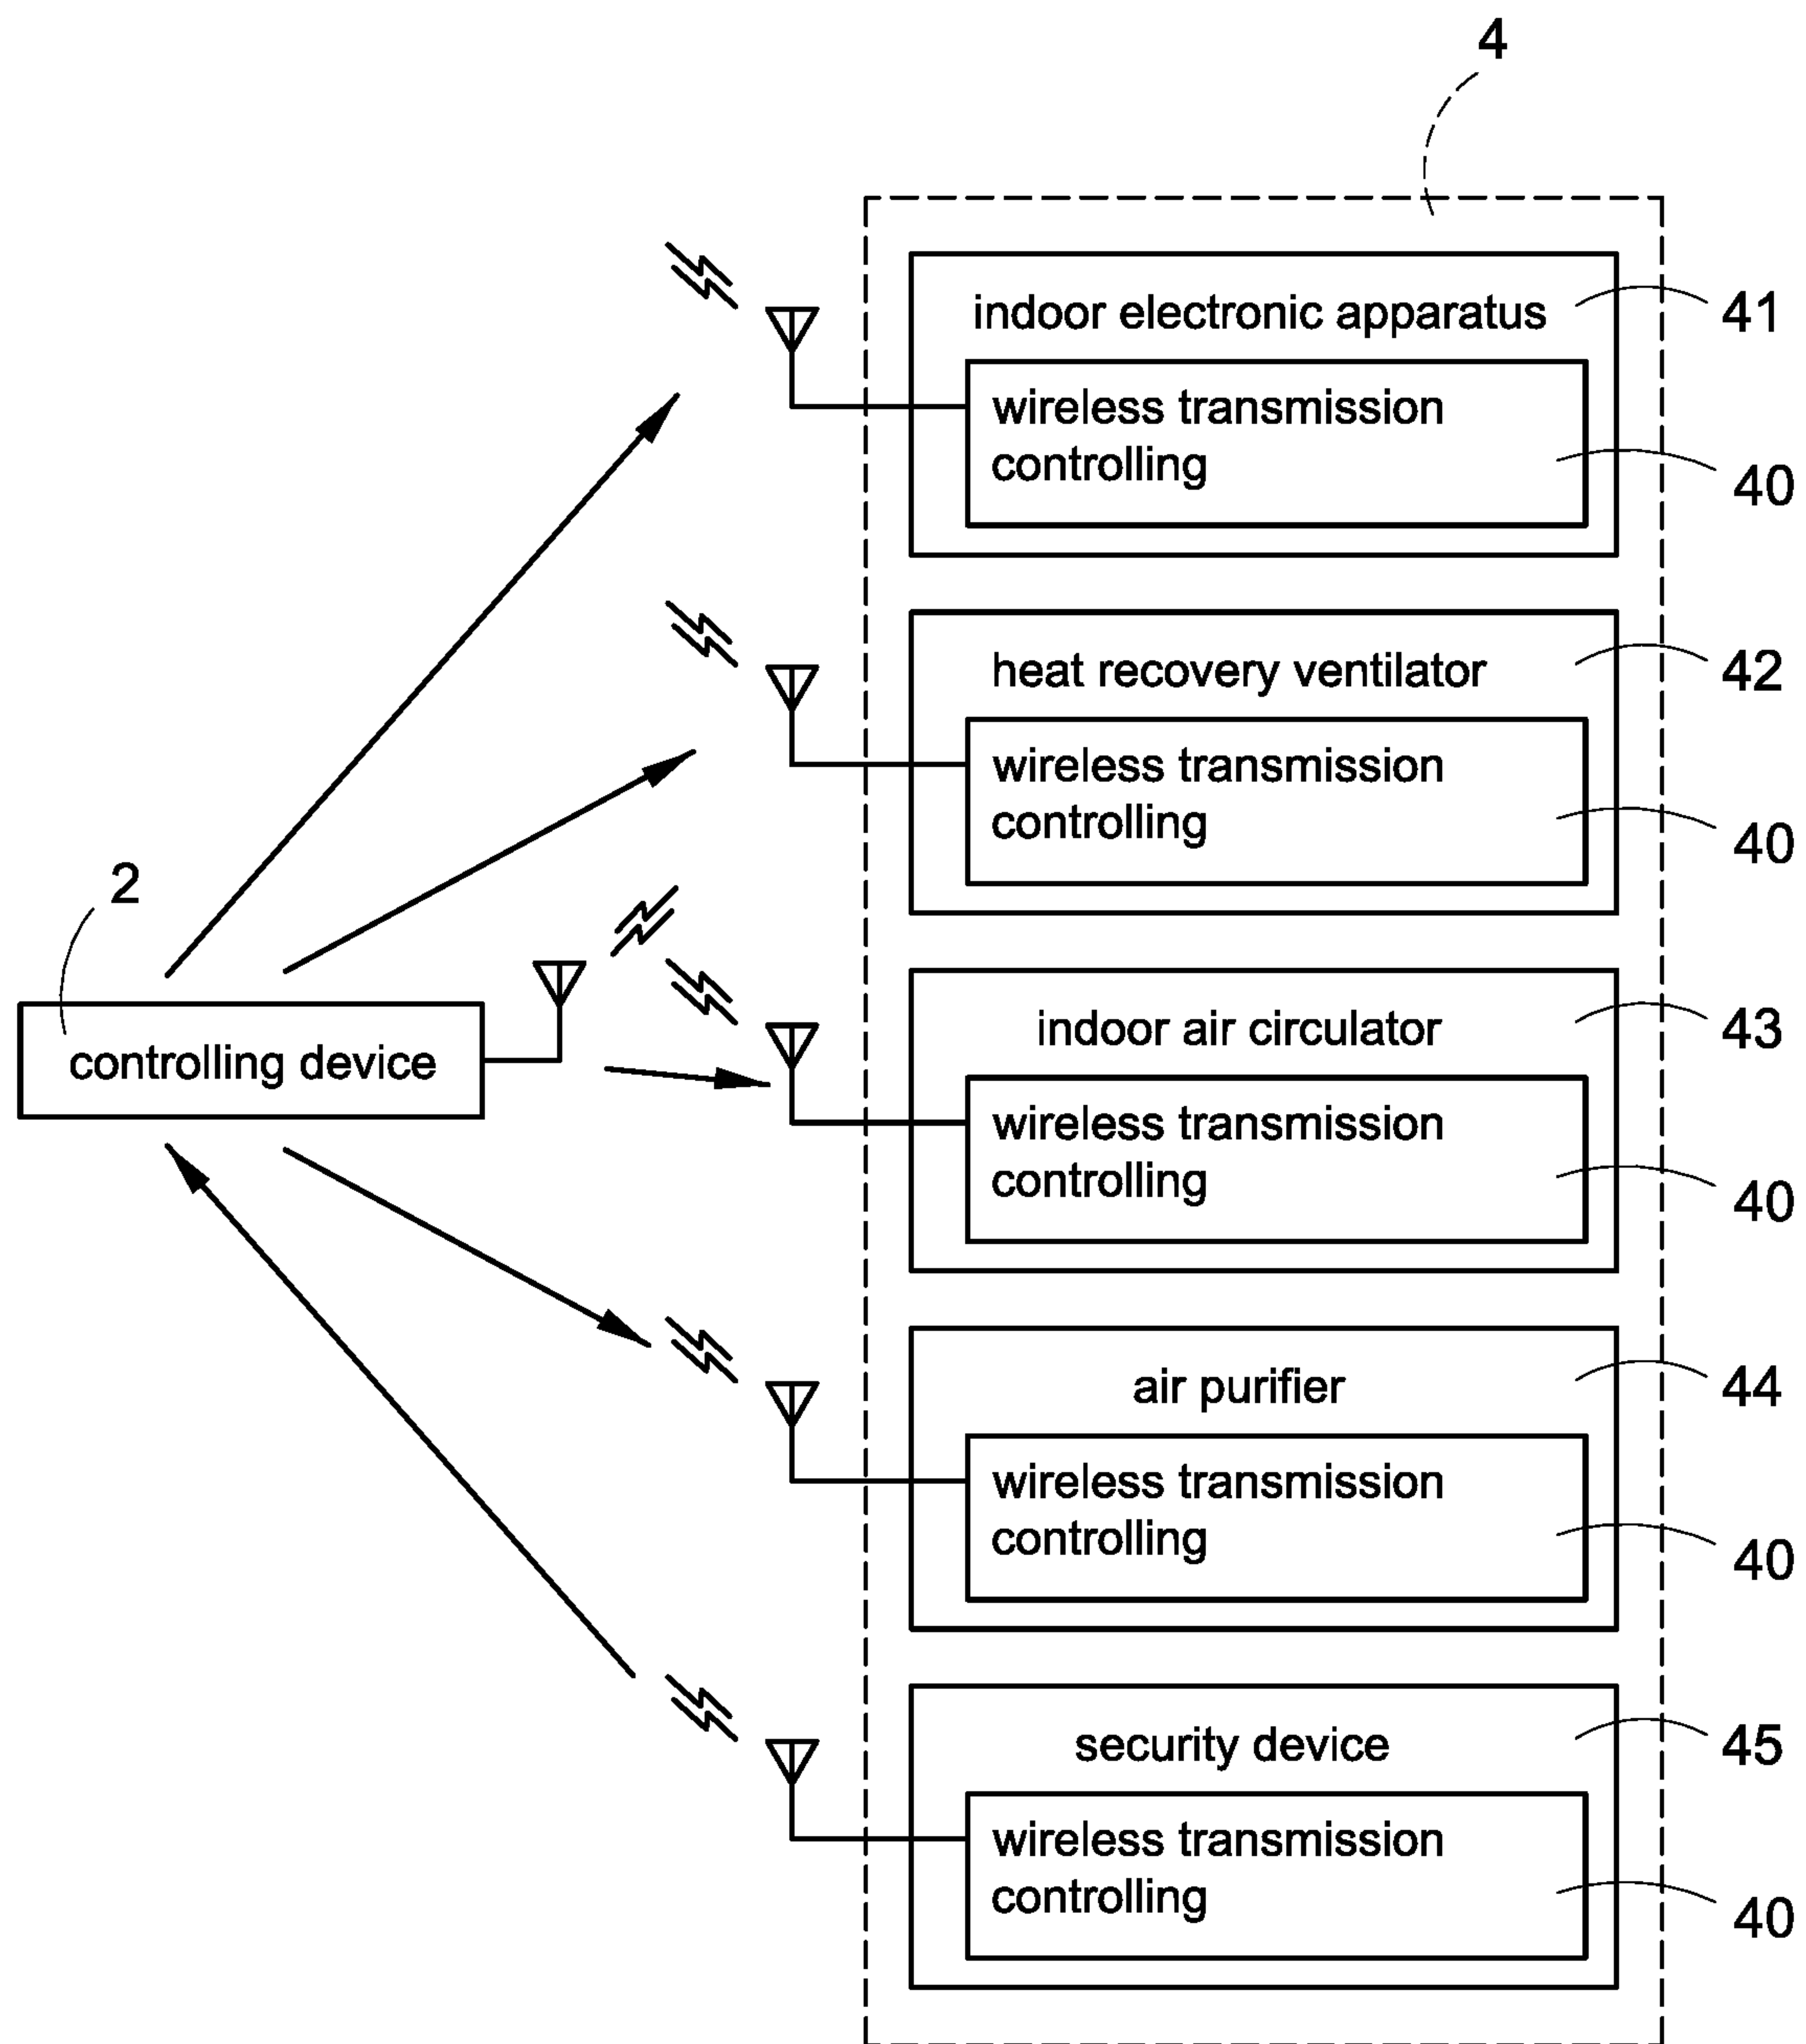 4
indoor electronic apparatus
41
wireless transmission
controlling
40
heat recovery ventilator
42
wireless transmission
controlling
40
2
controlling device
indoor air circulator
43
wireless transmission
controlling
40
air purifier
44
wireless transmission
controlling
40
security device
45
wireless transmission
controlling
40